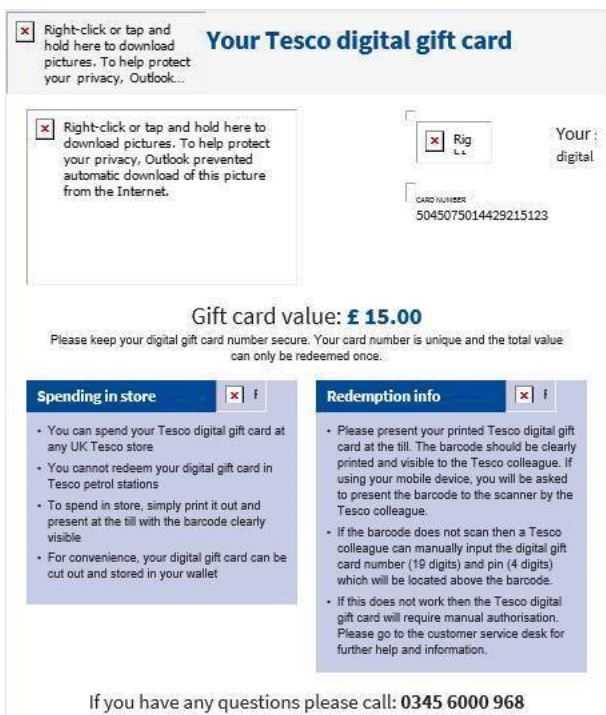 Right-click or tap and
hold here to download
pictures. To help protect
your privacy, Outlook...
Your Tesco digital gift card
Right-click or tap and hold here to
download pictures. To help protect
your privacy, Outlook prevented
automatic download of this picture
from the Internet.
Rig
Your
digital
CARD NUMBER
5045075014429215123
Gift card value: £ 15.00
Please keep your digital gift card number secure. Your card number is unique and the total value
can only be redeemed once.
Spending in store
• You can spend your Tesco digital gift card at
any UK Tesco store
• You cannot redeem your digital gift card in
Tesco petrol stations
• To spend in store, simply print it out and
present at the till with the barcode clearly
visible
• For convenience, your digital gift card can be
cut out and stored in your wallet
Redemption info
• Please present your printed Tesco digital gift
card at the till. The barcode should be clearly
printed and visible to the Tesco colleague. If
using your mobile device, you will be asked
to present the barcode to the scanner by the
Tesco colleague.
• If the barcode does not scan then a Tesco
colleague can manually input the digital gift
card number (19 digits) and pin (4 digits)
which will be located above the barcode.
• If this does not work then the Tesco digital
gift card will require manual authorisation.
Please go to the customer service desk for
further help and information.
If you have any questions please call: 0345 6000 968